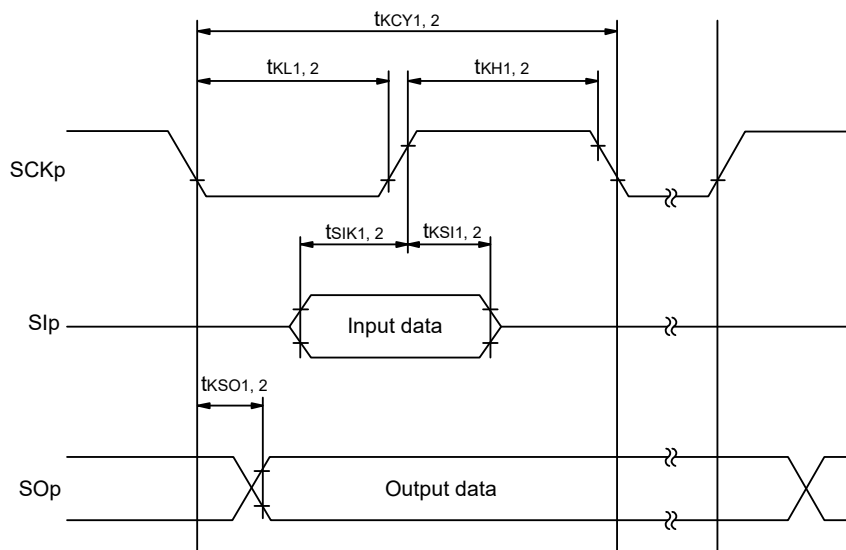 tKCY1, 2
tKL1, 2
tKH1, 2
SCKp
tSIK1, 2
tKSI1, 2
SIp
Input data
tKSO1, 2
SOp
Output data